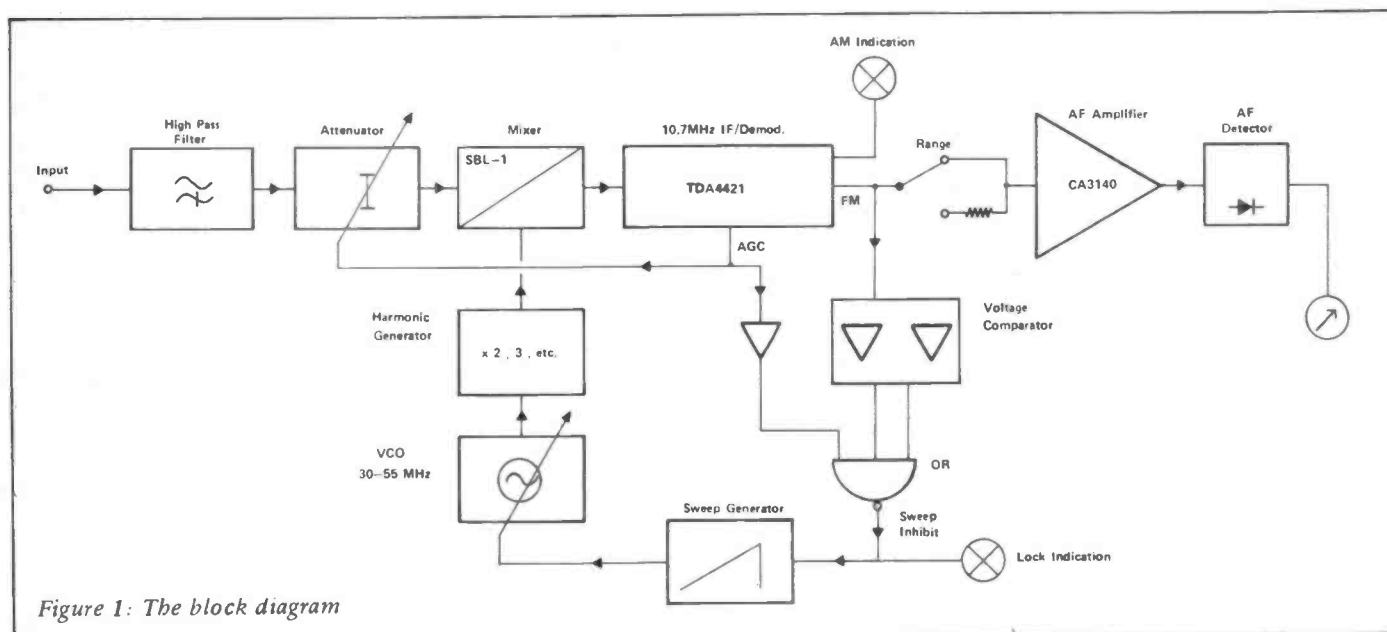 AM Indication
High Pass
Filter
Attenuator
Mixer
10.7MHz IF/Demod.
AF Amplifier
AF
Detector
Input
SBL-1
Range
TDA4421
CA3140
FM
AGC
Harmonic
Generator
Voltage
Comparator
x 2 , 3 , etc.
VCO
30-55 MHz
OR
Sweep Generator
Sweep
Inhibit
Lock Indication
Figure 1: The block diagram